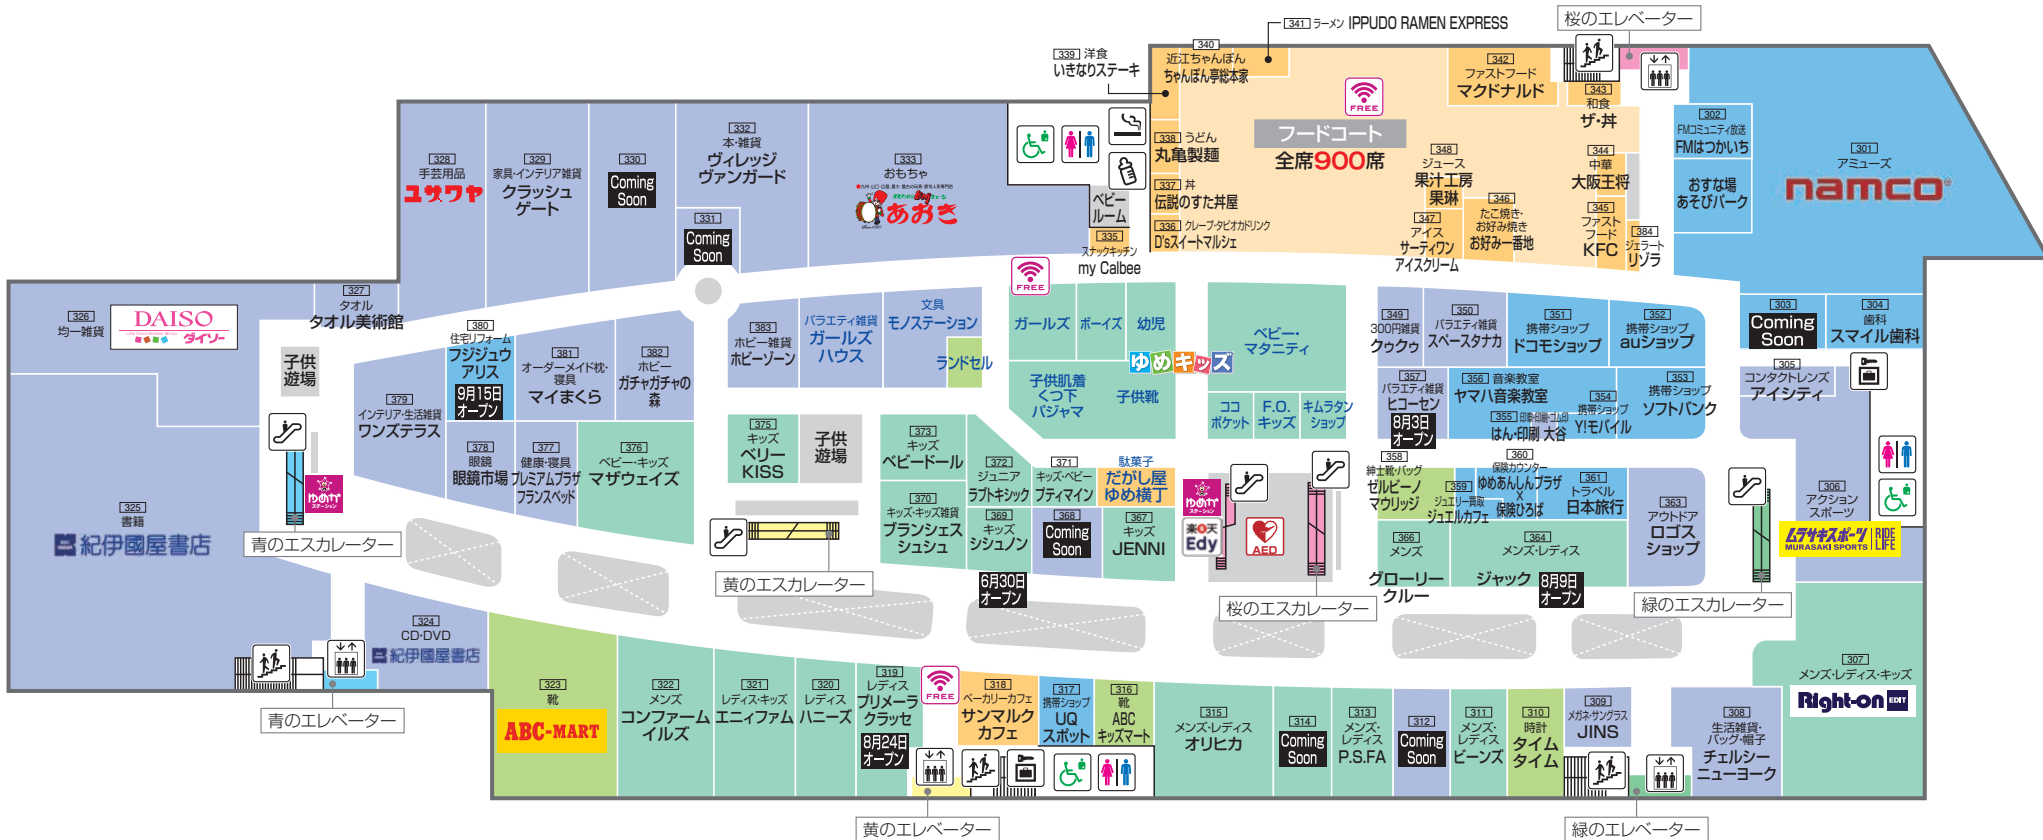 桜のエレベーター
341 ラーメン IPPUDO RAMEN EXPRESS
339 洋食
いきなりステーキ
340
近江ちゃんぽん
ちゃんぽん亭総本家
342
ファストフード
マクドナルド
FREE
343
和食
ザ・丼
フードコート
全席900席
338 うどん
丸亀製麺
337 丼
伝説のすた丼屋
336 クレープ・タピオカドリンク
D'sスイートマルシェ
348
ジュース
果汁工房
果琳
347
アイス
サーティワン
アイスクリーム
346
たこ焼き・
お好み焼き
お好み一番地
344
中華
大阪王将
345
ファスト
フード
KFC
384
ジェラート
リゾラ
302
FMコミュニティ放送
FMはつかいち
おすな場
あそびパーク
301
アミューズ
namco
328
手芸用品
ユザワヤ
329
家具・インテリア雑貨
クラッシュ
ゲート
330
Coming
Soon
332
本・雑貨
ヴィレッジ
ヴァンガード
331
Coming
Soon
333
おもちゃ
あおき
ベビー
ルーム
335
スナックキッチン
my Calbee
FREE
326
均一雑貨
DAISO
ダイソー
327
タオル
タオル美術館
子供
遊場
380
住宅リフォーム
フジジュウ
アリス
9月15日
オープン
381
オーダーメイド枕・
寝具
マイまくら
382
ホビー
ガチャガチャの
森
383
ホビー雑貨
ホビーゾーン
バラエティ雑貨
ガールズ
ハウス
文具
モノステーション
ランドセル
ガールズ
ボーイズ
幼児
ゆめキッズ
子供肌着
くつ下
パジャマ
子供靴
ベビー・
マタニティ
ココ
ポケット
F.O.
キッズ
キムラタン
ショップ
349
300円雑貨
クゥクゥ
350
バラエティ雑貨
スペースタナカ
351
携帯ショップ
ドコモショップ
352
携帯ショップ
auショップ
357
バラエティ雑貨
ヒコーセン
8月3日
オープン
356 音楽教室
ヤマハ音楽教室
355 印章・印刷・ゴム印
はん・印刷 大谷
354
携帯ショップ
Y!モバイル
353
携帯ショップ
ソフトバンク
303
Coming
Soon
304
歯科
スマイル歯科
305
コンタクトレンズ
アイシティ
379
インテリア・生活雑貨
ワンズテラス
378
眼鏡
眼鏡市場
377
健康・寝具
プレミアムプラザ
フランスベッド
376
ベビー・キッズ
マザウェイズ
375
キッズ
ベリー
KISS
子供
遊場
373
キッズ
ベビードール
372
ジュニア
ラブトキシック
371
キッズ・ベビー
プティマイン
駄菓子
だがし屋
ゆめ横丁
370
キッズ・キッズ雑貨
ブランシェス
シュシュ
369
キッズ
シシュノン
6月30日
オープン
368
Coming
Soon
367
キッズ
JENNI
ゆめか
ステーション
楽天
Edy
AED
358
紳士靴・バッグ
ゼルビーノ
マウリッジ
359
ジュエリー買取
ジュエルカフェ
360
保険カウンター
ゆめあんしんプラザ
×
保険ひろば
361
トラベル
日本旅行
363
アウトドア
ロゴス
ショップ
366
メンズ
グローリー
クルー
364
メンズ・レディス
ジャック
8月9日
オープン
306
アクション
スポーツ
ムラサキスポーツ
MURASAKI SPORTS
RIDE
LIFE
325
書籍
紀伊國屋書店
ゆめか
ステーション
青のエスカレーター
黄のエスカレーター
桜のエスカレーター
緑のエスカレーター
324
CD・DVD
紀伊國屋書店
青のエレベーター
323
靴
ABC-MART
322
メンズ
コンファーム
イルズ
321
レディス・キッズ
エニィファム
320
レディス
ハニーズ
319
レディス
プリメーラ
クラッセ
8月24日
オープン
FREE
318
ベーカリーカフェ
サンマルク
カフェ
317
携帯ショップ
UQ
スポット
316
靴
ABC
キッズマート
315
メンズ・レディス
オリヒカ
314
Coming
Soon
313
メンズ・
レディス
P.S.FA
312
Coming
Soon
311
メンズ・
レディス
ビーンズ
310
時計
タイム
タイム
309
メガネ・サングラス
JINS
308
生活雑貨・
バッグ・帽子
チェルシー
ニューヨーク
307
メンズ・レディス・キッズ
Right-on EDIT
黄のエレベーター
緑のエレベーター